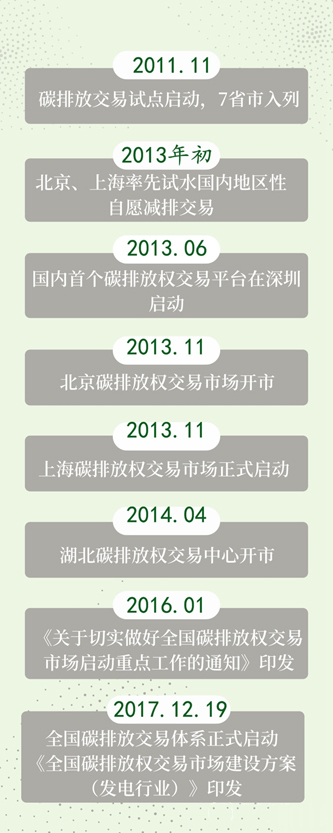 2011.11
碳排放交易试点启动，7省市入列
2013年初
北京、上海率先试水国内地区性
自愿减排交易
2013.06
国内首个碳排放权交易平台在深圳
启动
2013.11
北京碳排放权交易市场开市
2013.11
上海碳排放权交易市场正式启动
2014.04
湖北碳排放权交易中心开市
2016.01
《关于切实做好全国碳排放权交易
市场启动重点工作的通知》印发
2017.12.19
全国碳排放交易体系正式启动
《全国碳排放权交易市场建设方案
（发电行业）》印发